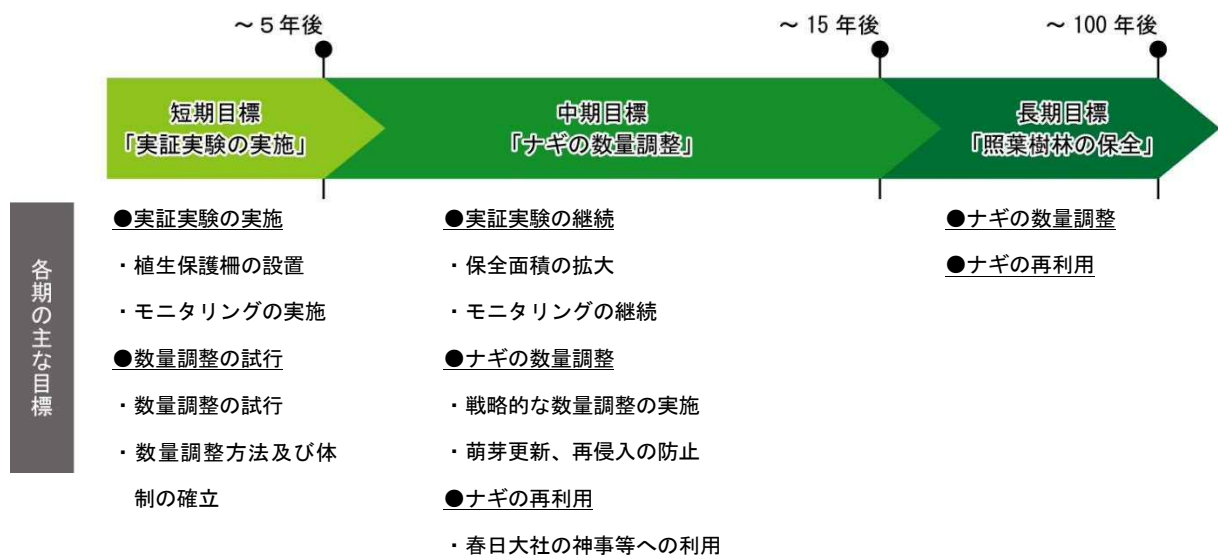 ～５年後
～ 15 年後
～ 100 年後
短期目標
「実証実験の実施」
中期目標
「ナギの数量調整」
長期目標
「照葉樹林の保全」
各期の主な目標
●実証実験の実施
・植生保護柵の設置
・モニタリングの実施
●数量調整の試行
・数量調整の試行
・数量調整方法及び体
制の確立
●実証実験の継続
・保全面積の拡大
・モニタリングの継続
●ナギの数量調整
・戦略的な数量調整の実施
・萌芽更新、再侵入の防止
●ナギの再利用
・春日大社の神事等への利用
●ナギの数量調整
●ナギの再利用